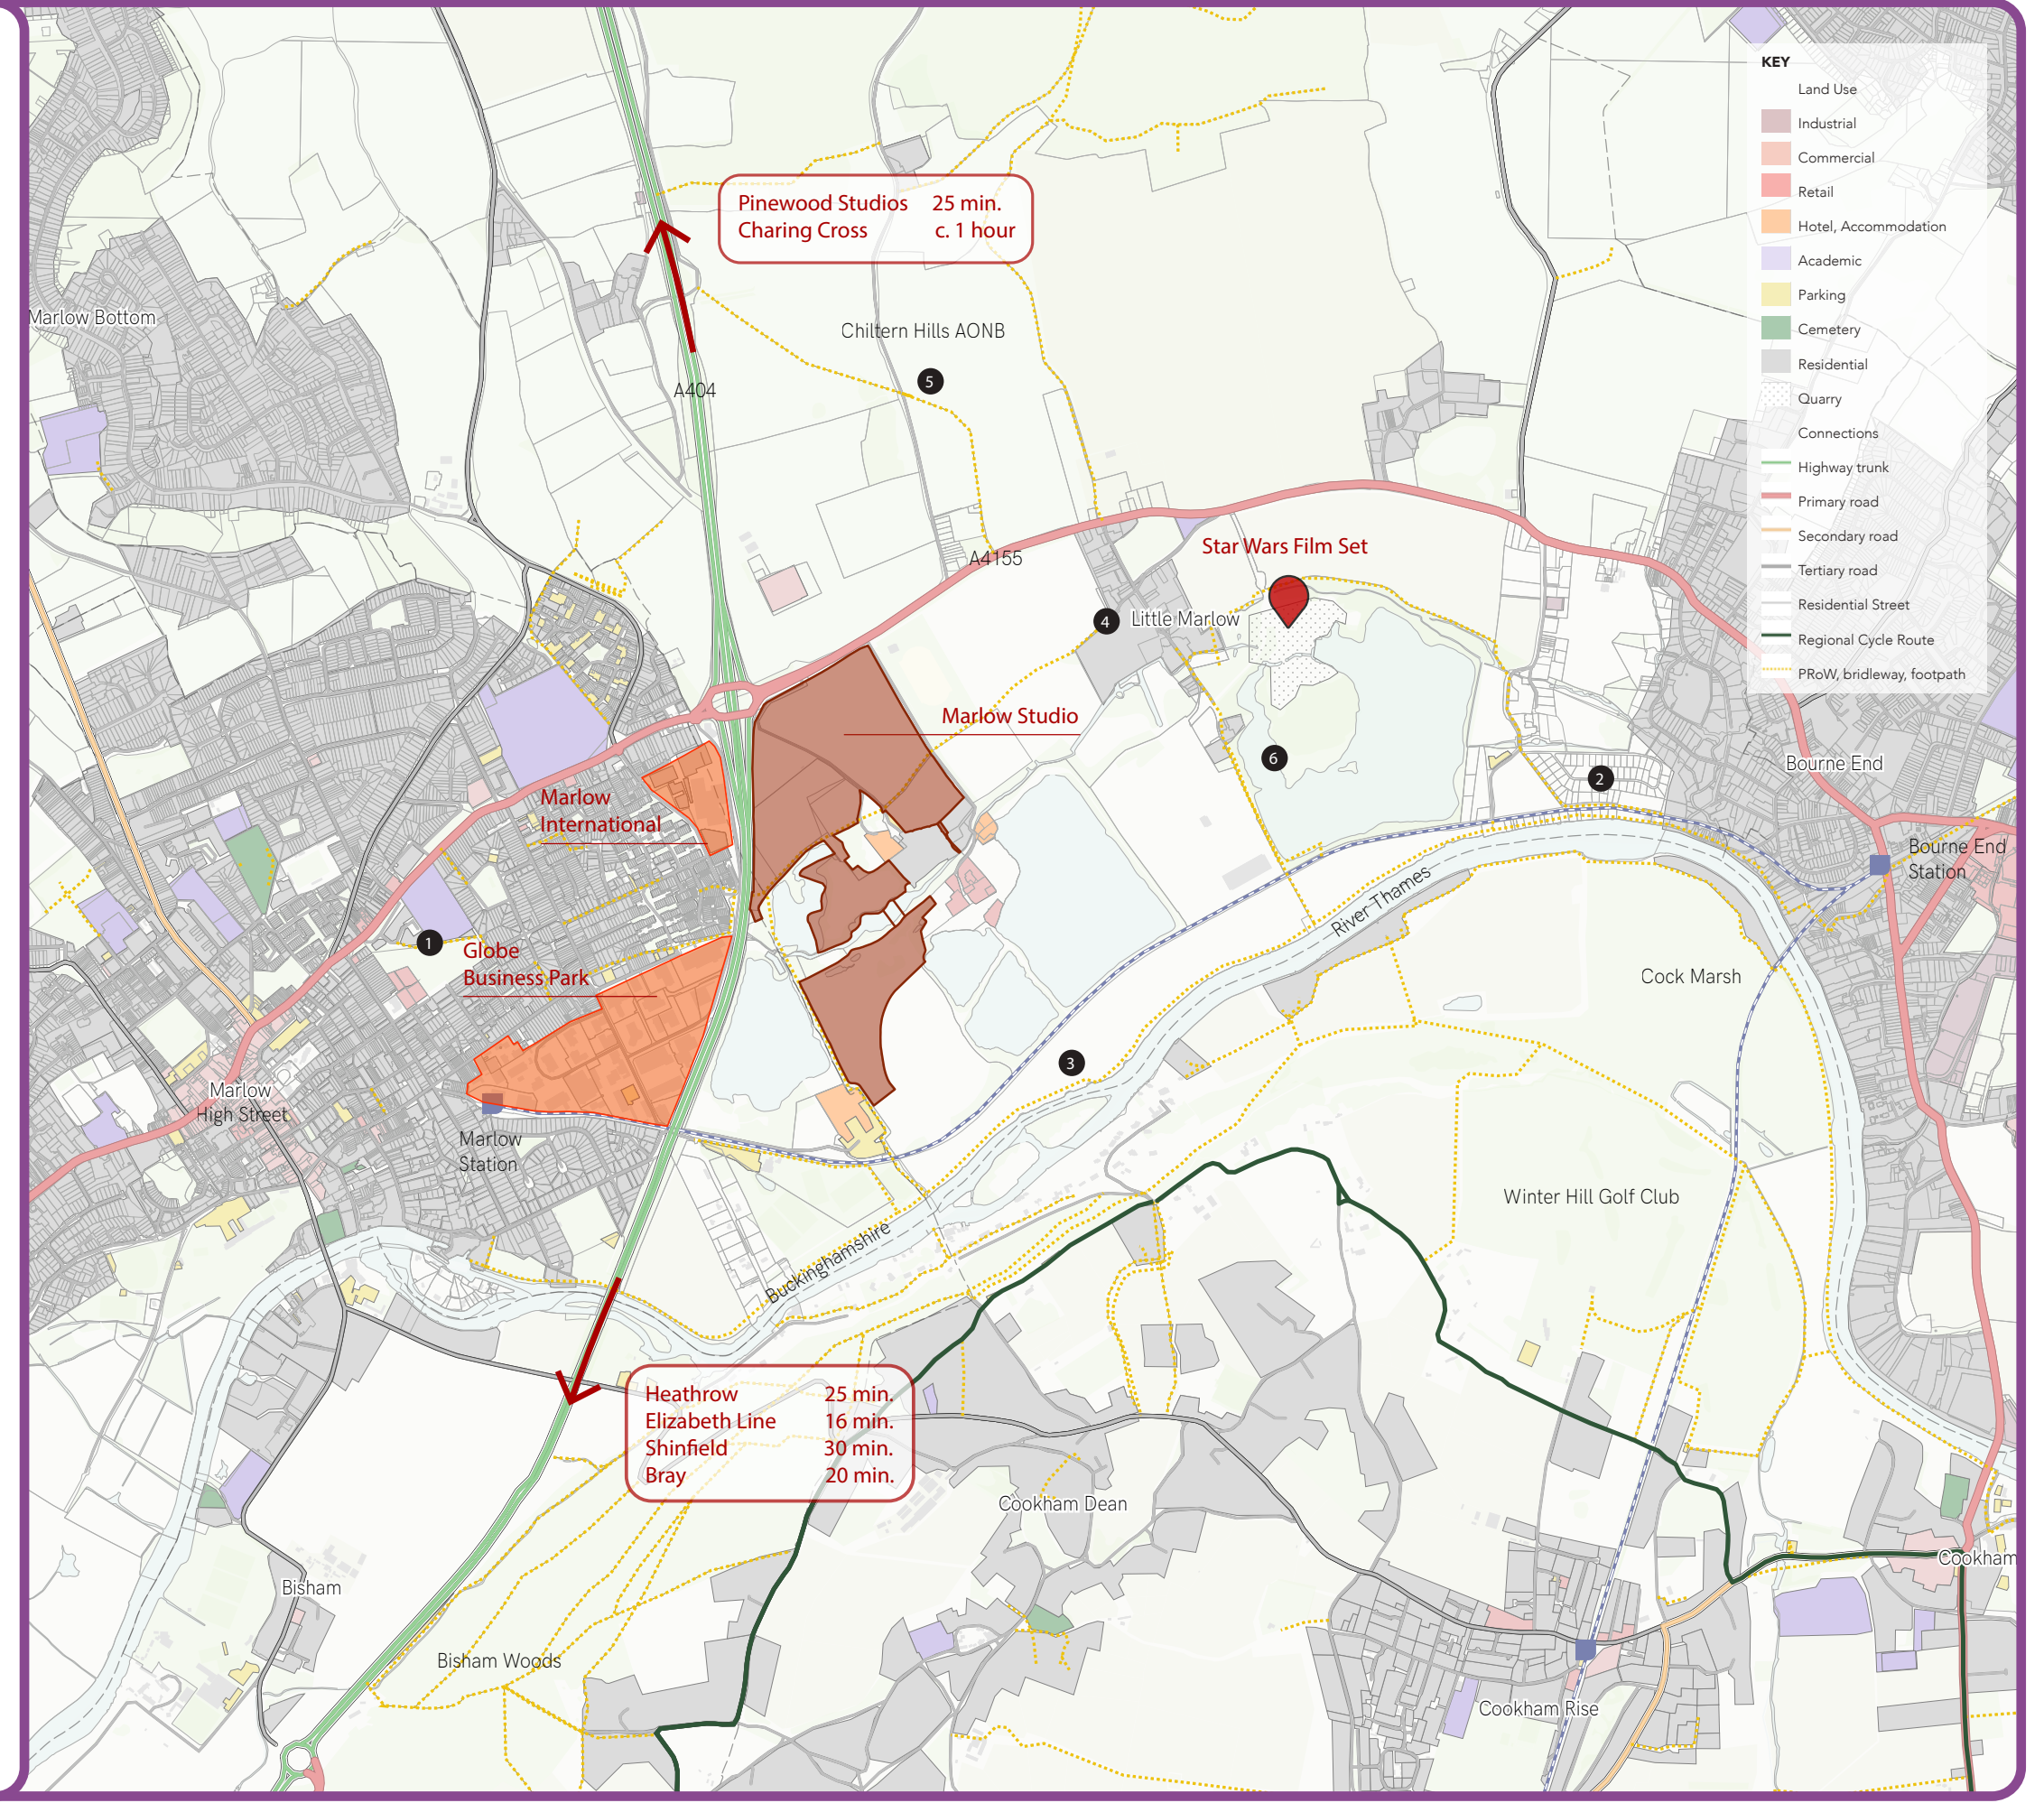 KEY
Land Use
Industrial
Commercial
Retail
Hotel, Accommodation
Academic
Parking
Cemetery
Residential
Quarry
Connections
Highway trunk
Primary road
Secondary road
Tertiary road
Residential Street
Regional Cycle Route
PRoW, bridleway, footpath
Pinewood Studios 25 min.
Charing Cross c. 1 hour
Marlow Bottom
Chiltern Hills AONB
5
A404
A4155
Star Wars Film Set
4
Little Marlow
Marlow Studio
6
2
Bourne End
Marlow
International
Bourne End
Station
River Thames
1
Globe
Business Park
Cock Marsh
3
Marlow
High Street
Marlow
Station
Winter Hill Golf Club
Buckinghamshire
Heathrow 25 min.
Elizabeth Line 16 min.
Shinfield 30 min.
Bray 20 min.
Cookham Dean
Cookham
Bisham
Bisham Woods
Cookham Rise